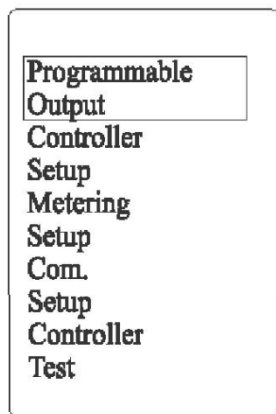 Programmable
Output
Controller
Setup
Metering
Setup
Com.
Setup
Controller
Test